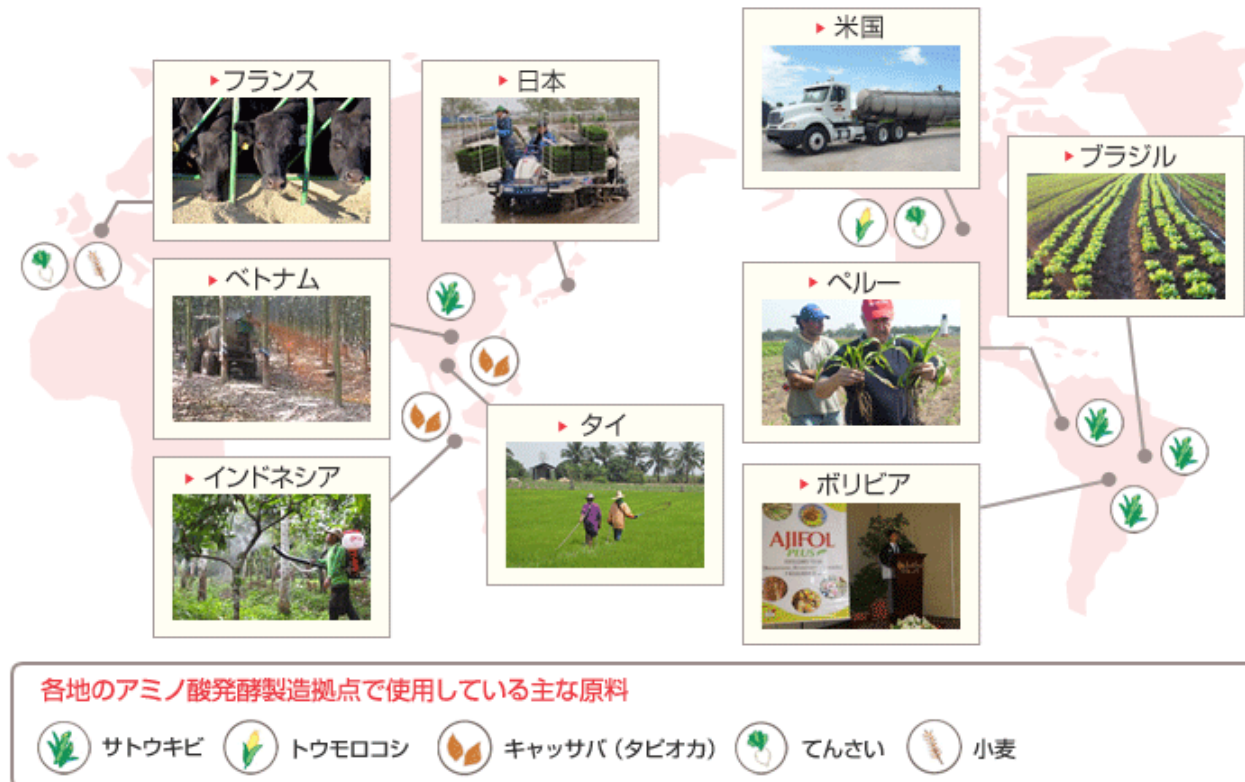 フランス
日本
米国
ブラジル
ベトナム
ペルー
タイ
インドネシア
ボリビア
AJIFOL
PLUS
各地のアミノ酸発酵製造拠点で使用している主な原料
サトウキビ
トウモロコシ
キャッサバ（タピオカ）
てんさい
小麦